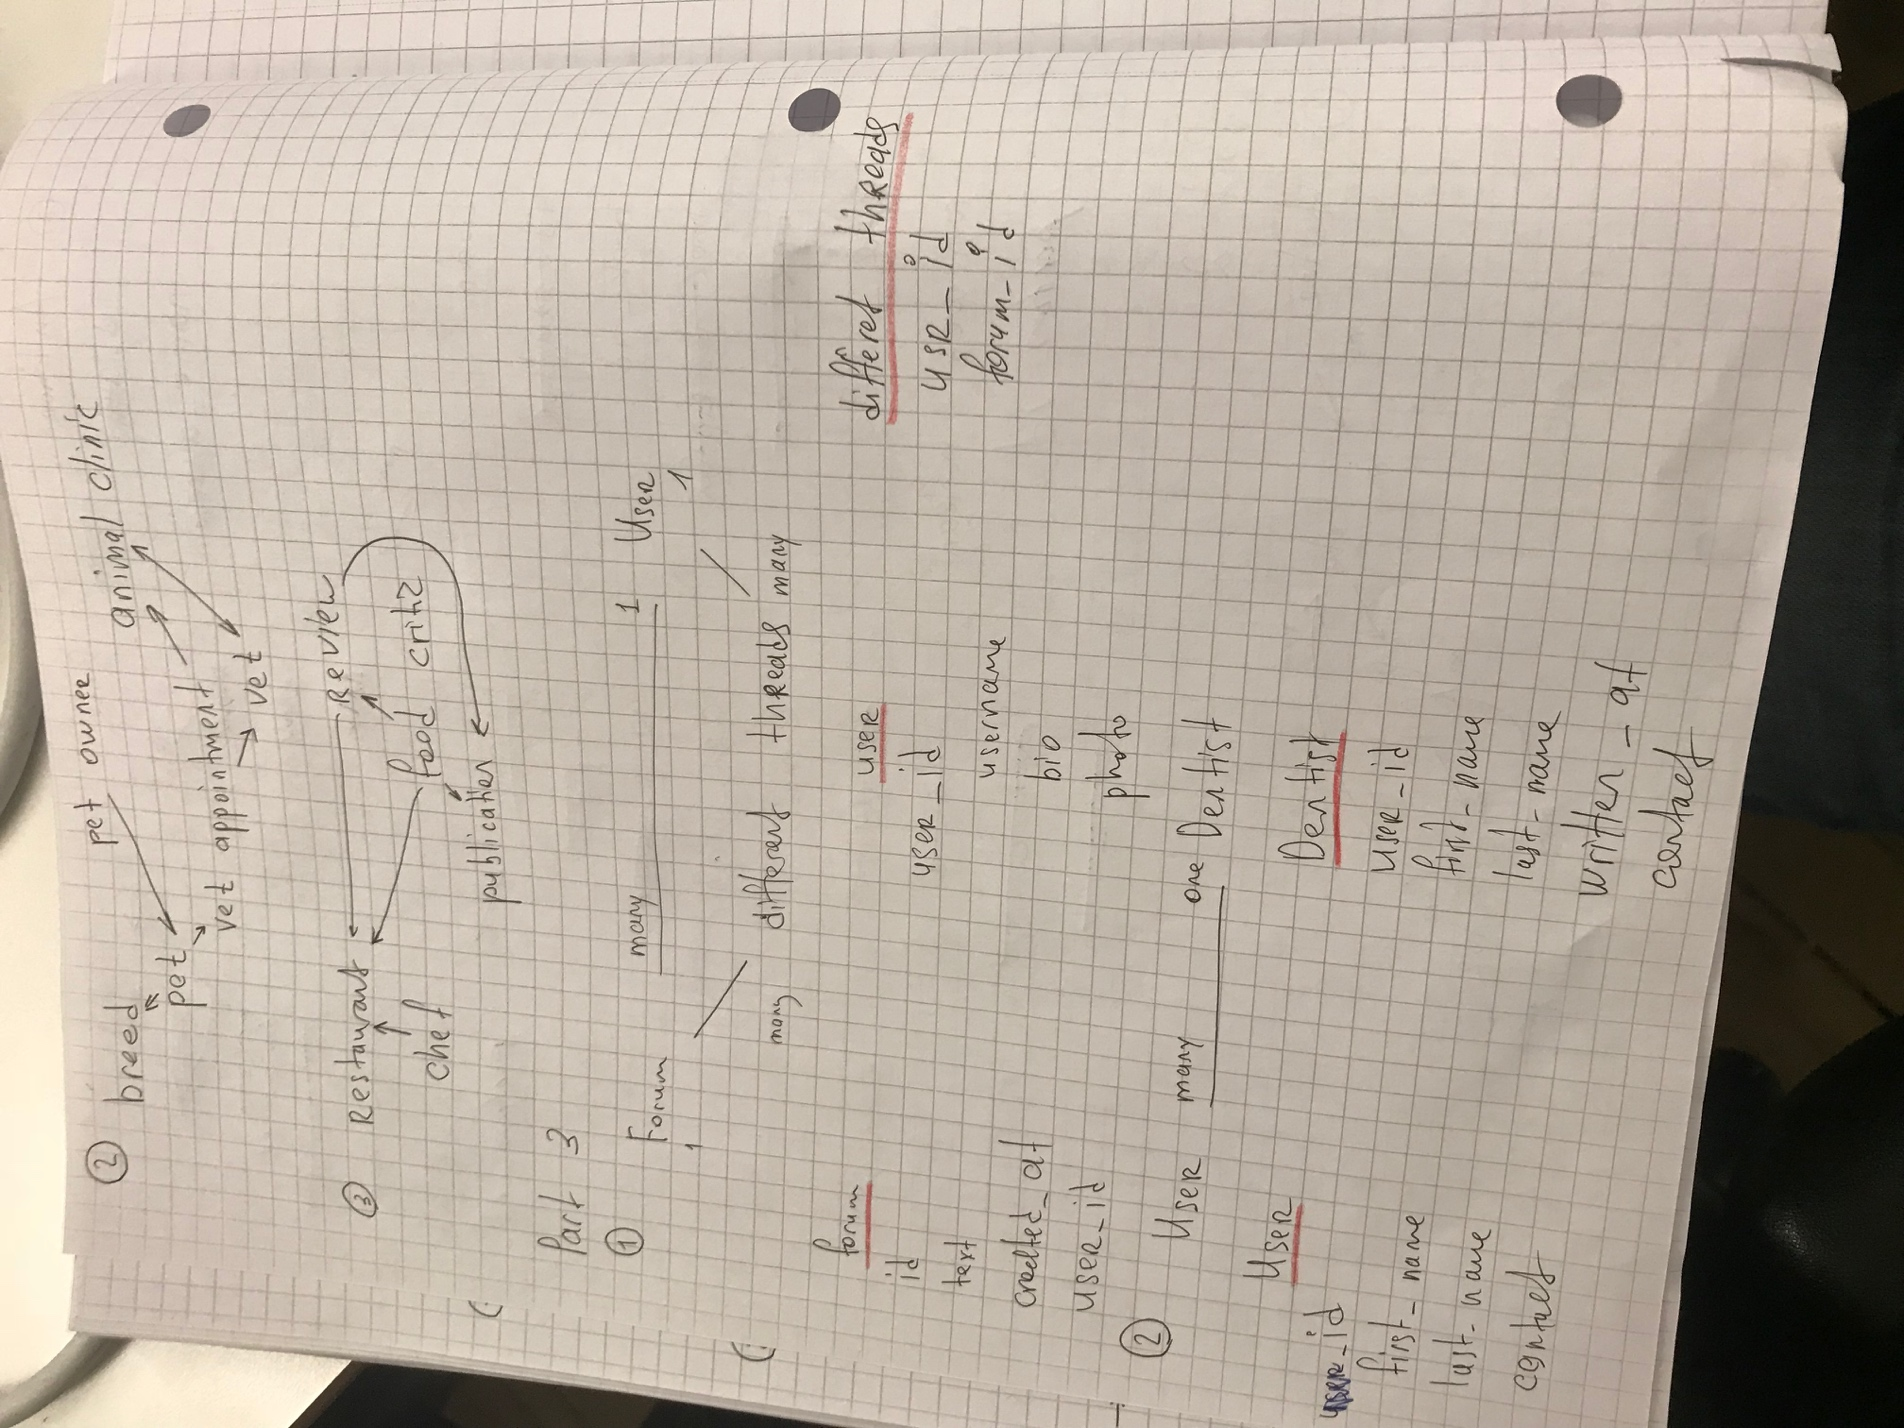 ② breed pet owner animal clinic
pet
vet appointment
vet
③ Restaurant Review
chef food critiz
publication
Part 3
① Forum many 1 User
1 1
many different threads many
forum user differet threads
id user_id usr_id
text username forum_id
created_at bio
user_id photo
② User many one Dentist
User Dentist
user_id user_id
first_name first_name
last_name last_name
contact written_at
contact